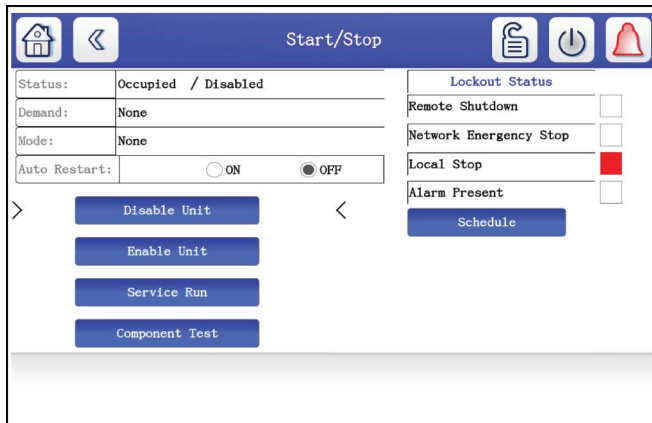 Start/Stop
Status: Occupied / Disabled
Demand: None
Mode: None
Auto Restart: ON OFF
> Disable Unit <
Enable Unit
Service Run
Component Test
Lockout Status
Remote Shutdown
Network Energency Stop
Local Stop
Alarm Present
Schedule